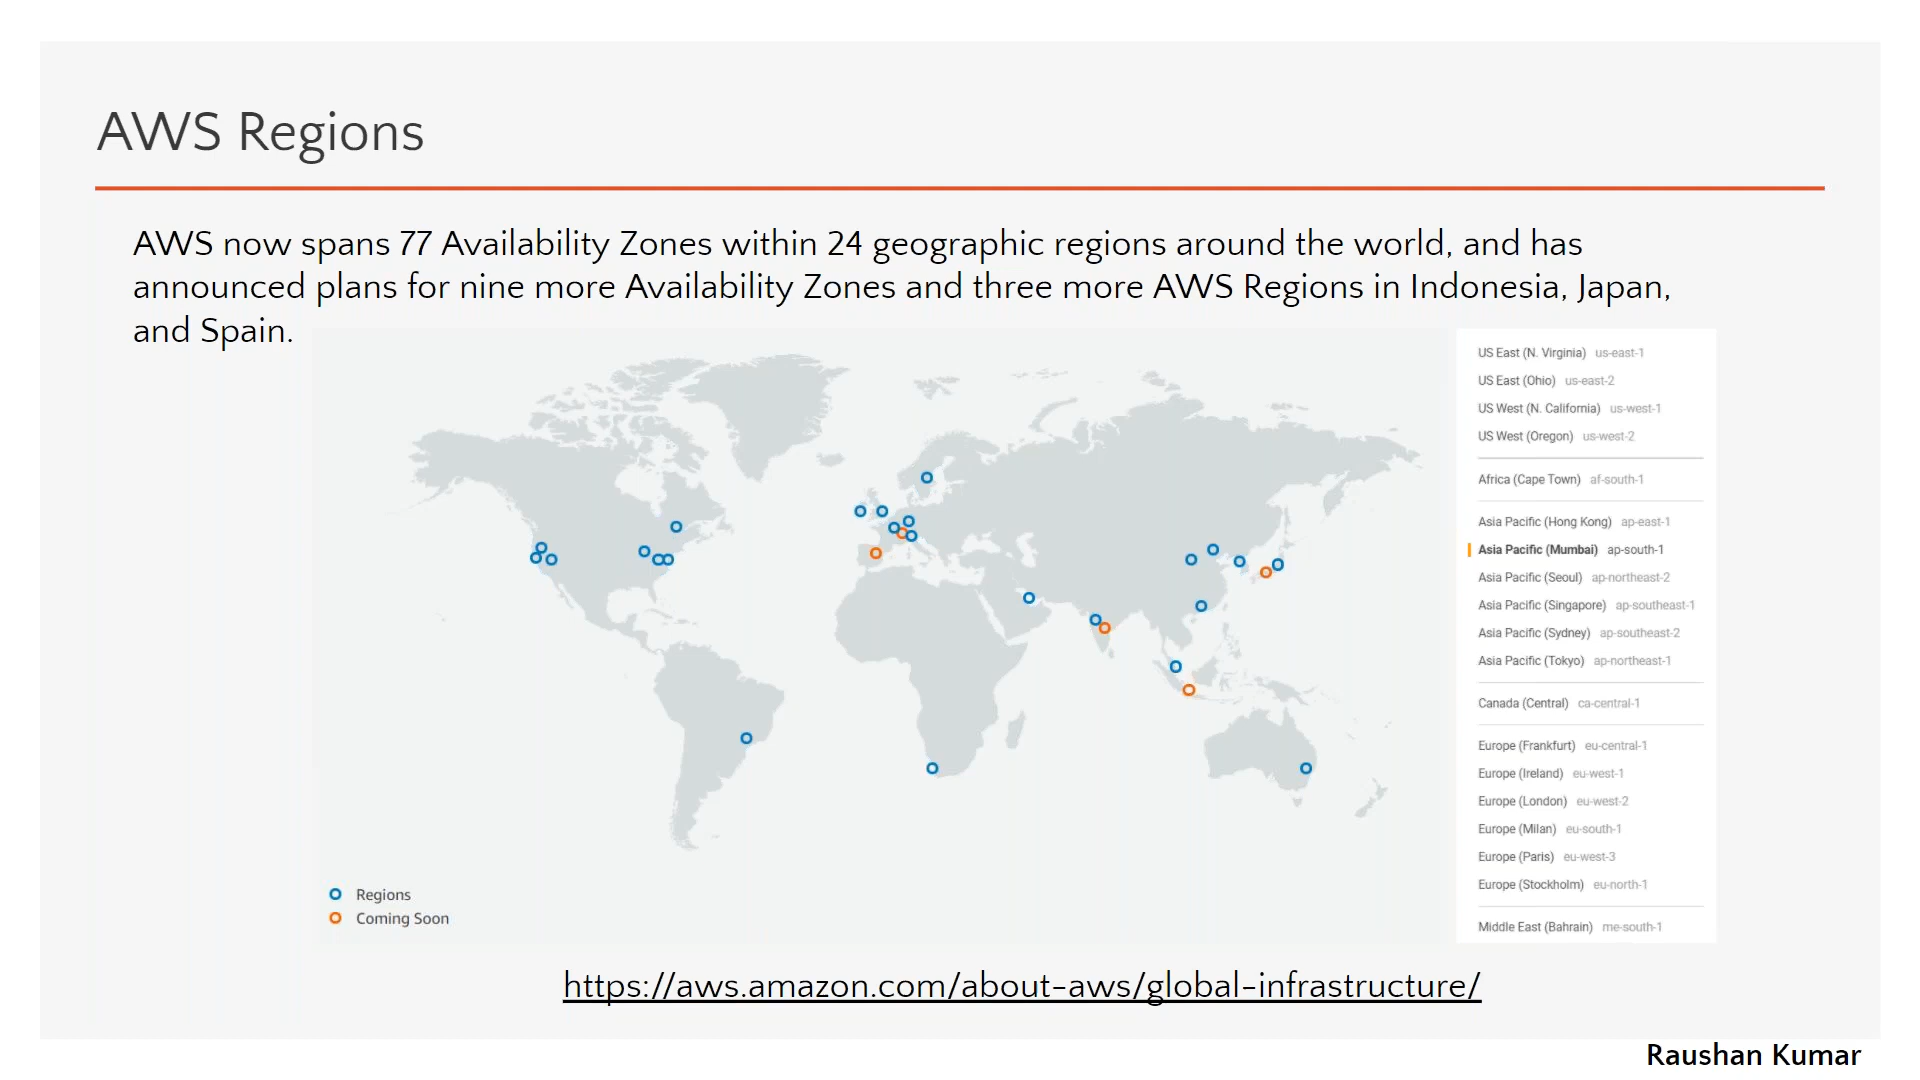 AWS Regions
AWS now spans 77 Availability Zones within 24 geographic regions around the world, and has
announced plans for nine more Availability Zones and three more AWS Regions in Indonesia, Japan,
and Spain.
US East (N. Virginia) us-east-1
US East (Ohio) us-east-2
US West (N. California) us-west-1
US West (Oregon) us-west-2
Africa (Cape Town) af-south-1
Asia Pacific (Hong Kong) ap-east-1
Asia Pacific (Mumbai) ap-south-1
Asia Pacific (Seoul) ap-northeast-2
Asia Pacific (Singapore) ap-southeast-1
Asia Pacific (Sydney) ap-southeast-2
Asia Pacific (Tokyo) ap-northeast-1
Canada (Central) ca-central-1
Europe (Frankfurt) eu-central-1
Europe (Ireland) eu-west-1
Europe (London) eu-west-2
Europe (Milan) eu-south-1
Europe (Paris) eu-west-3
Europe (Stockholm) eu-north-1
Middle East (Bahrain) me-south-1
Regions
Coming Soon
https://aws.amazon.com/about-aws/global-infrastructure/
Raushan Kumar